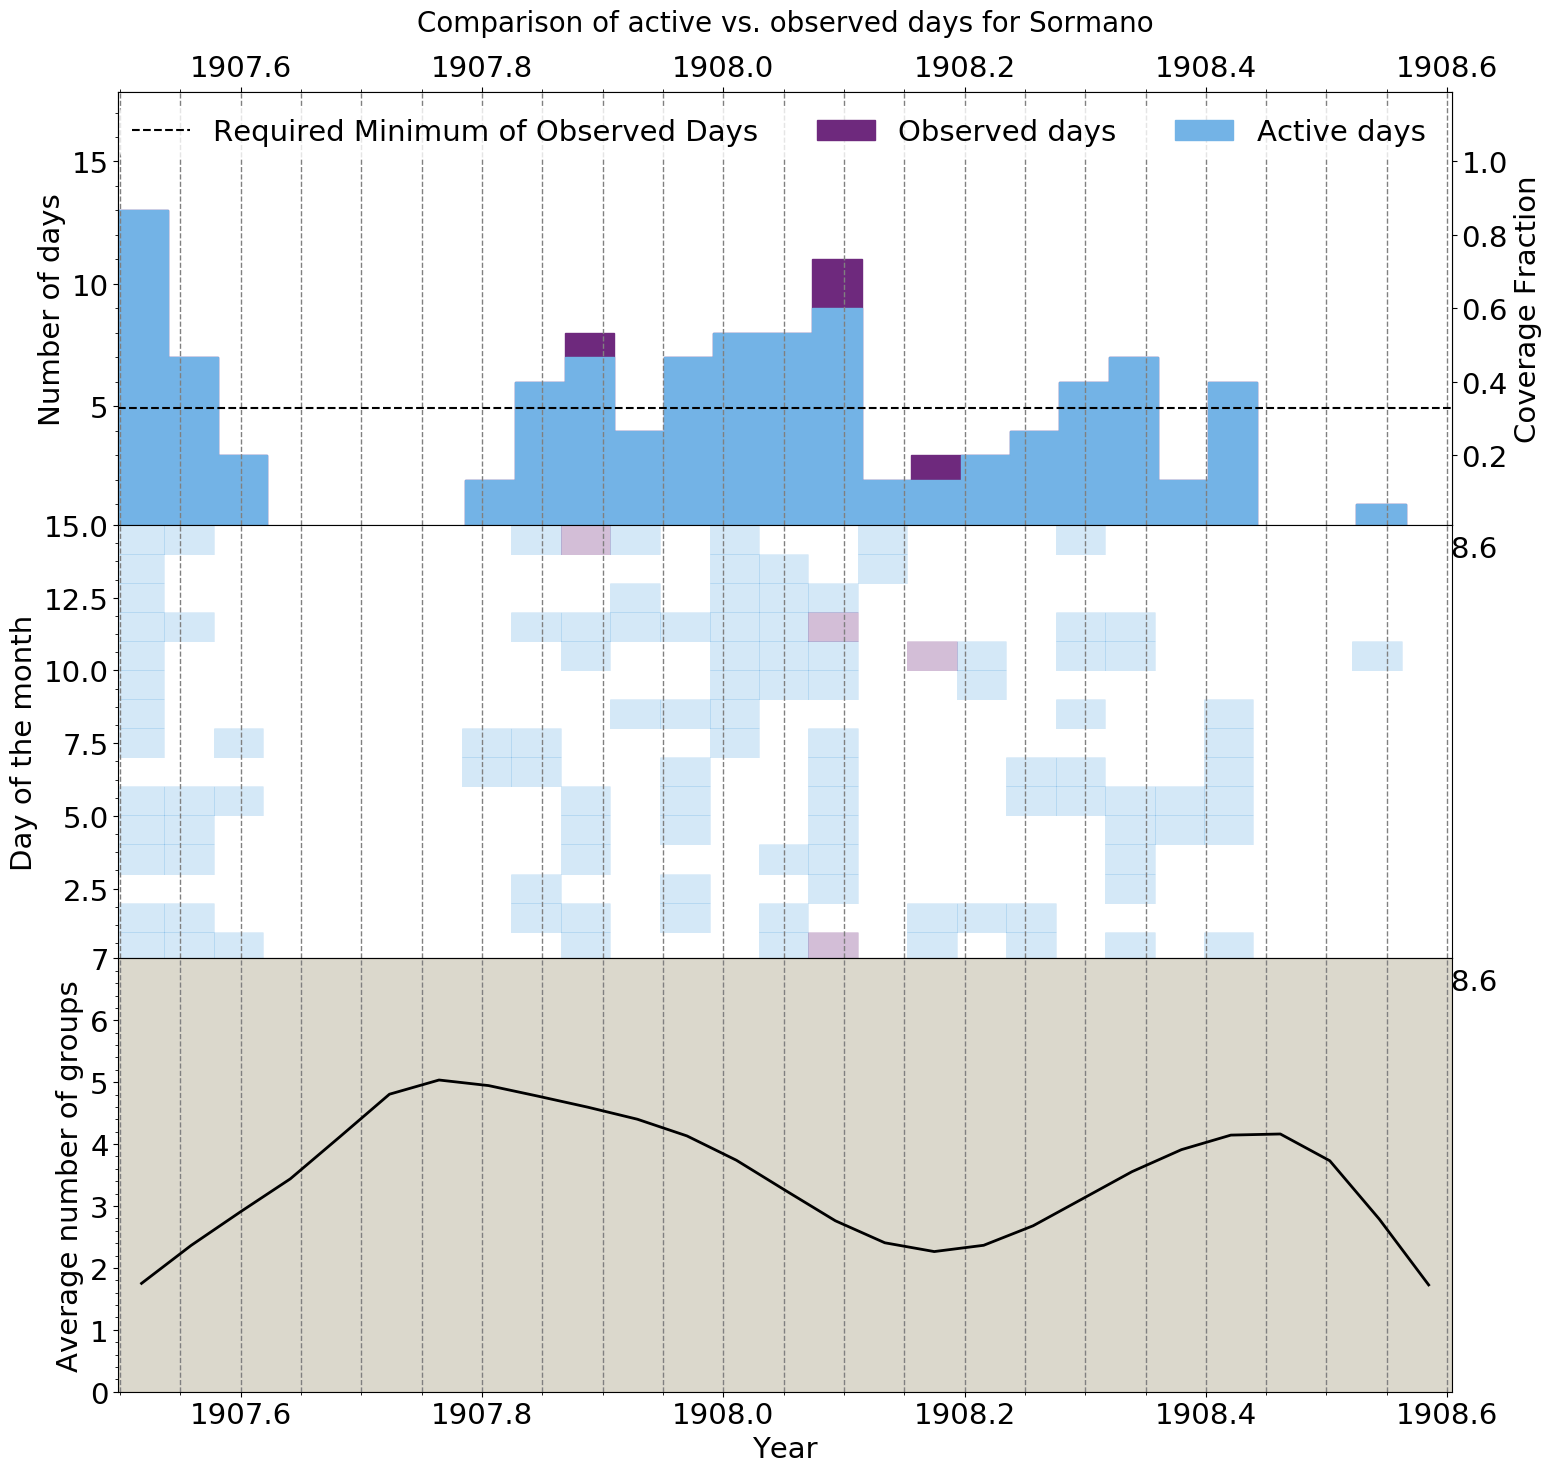 Comparison of active vs. observed days for Sormano
1907.6 1907.8 1908.0 1908.2 1908.4 1908.6
Required Minimum of Observed Days Observed days Active days
Number of days
15
10
5
Coverage Fraction
1.0
0.8
0.6
0.4
0.2
Day of the month
15.0
12.5
10.0
7.5
5.0
2.5
8.6
Average number of groups
7
6
5
4
3
2
1
0
8.6
1907.6 1907.8 1908.0 1908.2 1908.4 1908.6
Year